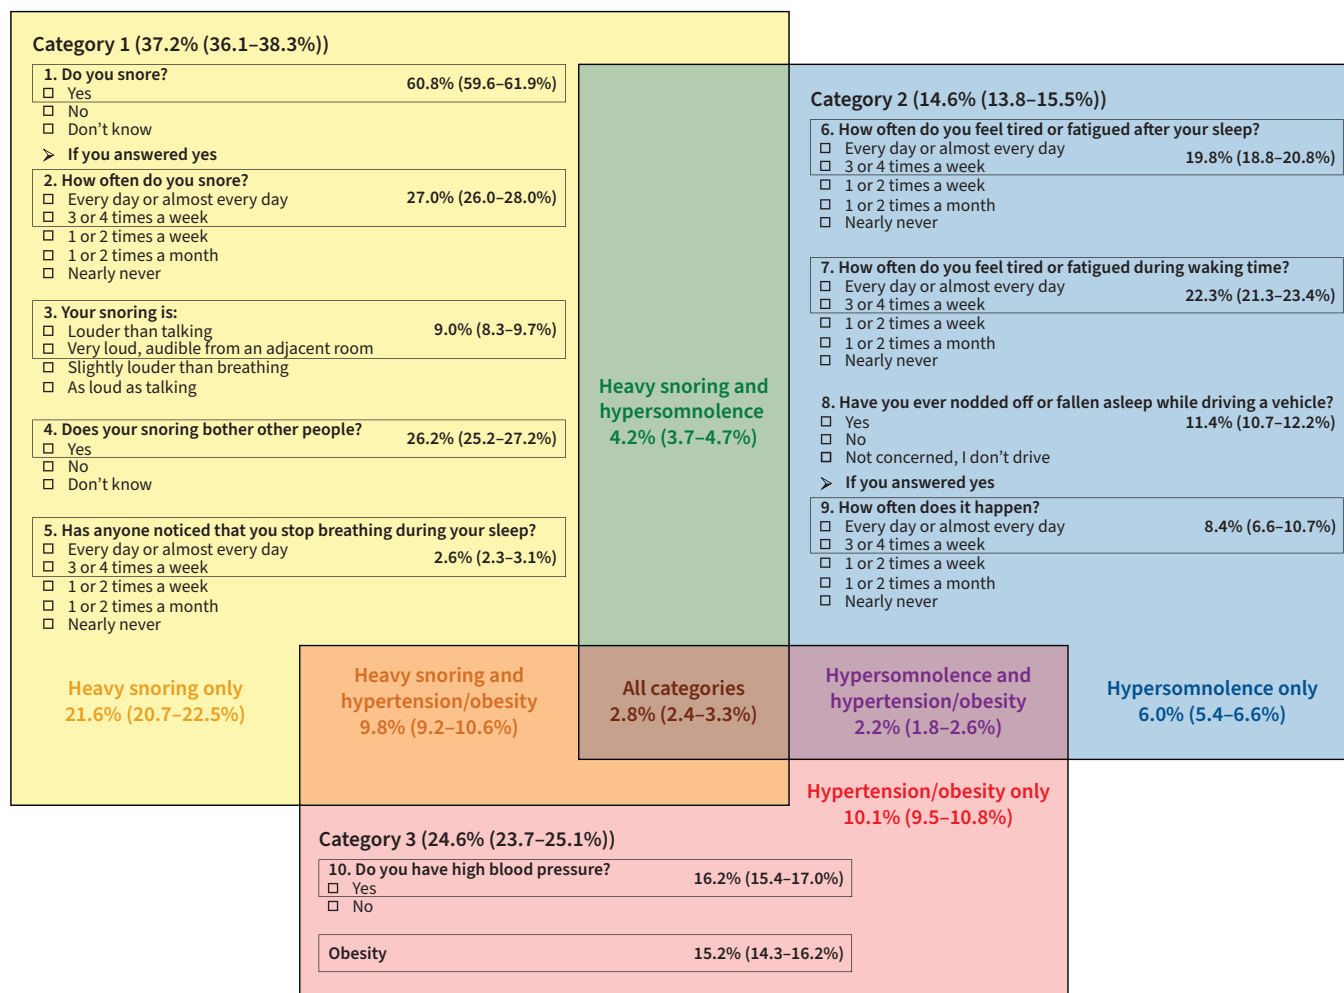 Category 1 (37.2% (36.1–38.3%))
1. Do you snore?
60.8% (59.6–61.9%)
Yes
No
Don’t know
If you answered yes
2. How often do you snore?
Every day or almost every day
27.0% (26.0–28.0%)
3 or 4 times a week
1 or 2 times a week
1 or 2 times a month
Nearly never
3. Your snoring is:
Louder than talking
9.0% (8.3–9.7%)
Very loud, audible from an adjacent room
Slightly louder than breathing
As loud as talking
4. Does your snoring bother other people?
26.2% (25.2–27.2%)
Yes
No
Don’t know
5. Has anyone noticed that you stop breathing during your sleep?
Every day or almost every day
2.6% (2.3–3.1%)
3 or 4 times a week
1 or 2 times a week
1 or 2 times a month
Nearly never
Heavy snoring and
hypersomnolence
4.2% (3.7–4.7%)
Category 2 (14.6% (13.8–15.5%))
6. How often do you feel tired or fatigued after your sleep?
Every day or almost every day
19.8% (18.8–20.8%)
3 or 4 times a week
1 or 2 times a week
1 or 2 times a month
Nearly never
7. How often do you feel tired or fatigued during waking time?
Every day or almost every day
22.3% (21.3–23.4%)
3 or 4 times a week
1 or 2 times a week
1 or 2 times a month
Nearly never
8. Have you ever nodded off or fallen asleep while driving a vehicle?
Yes
11.4% (10.7–12.2%)
No
Not concerned, I don’t drive
If you answered yes
9. How often does it happen?
Every day or almost every day
8.4% (6.6–10.7%)
3 or 4 times a week
1 or 2 times a week
1 or 2 times a month
Nearly never
Heavy snoring only
21.6% (20.7–22.5%)
Heavy snoring and
hypertension/obesity
9.8% (9.2–10.6%)
All categories
2.8% (2.4–3.3%)
Hypersomnolence and
hypertension/obesity
2.2% (1.8–2.6%)
Hypersomnolence only
6.0% (5.4–6.6%)
Hypertension/obesity only
10.1% (9.5–10.8%)
Category 3 (24.6% (23.7–25.1%))
10. Do you have high blood pressure?
16.2% (15.4–17.0%)
Yes
No
Obesity
15.2% (14.3–16.2%)